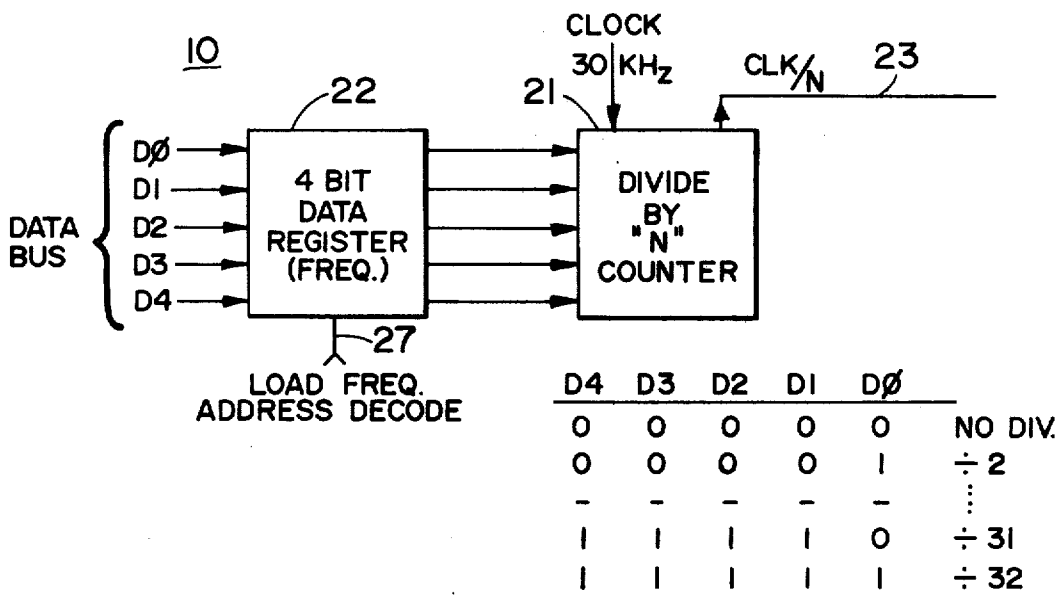 10
CLOCK
30 KHz
CLK/N
23
22
21
DATA
BUS
DØ
D1
D2
D3
D4
4 BIT
DATA
REGISTER
(FREQ.)
DIVIDE
BY
"N"
COUNTER
27
LOAD FREQ.
ADDRESS DECODE
D4 D3 D2 D1 DØ
0 0 0 0 0 NO DIV.
0 0 0 0 1 ÷ 2
- - - - - ⋮
1 1 1 1 0 ÷ 31
1 1 1 1 1 ÷ 32